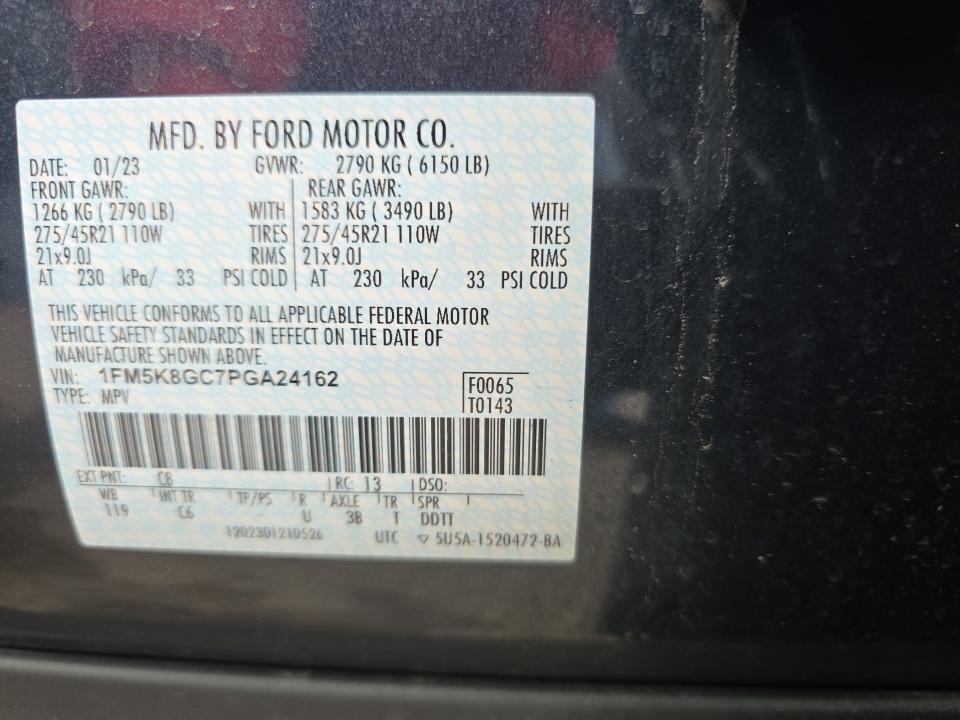 MFD. BY FORD MOTOR CO.
DATE: 01/23 GVWR: 2790 KG ( 6150 LB)
FRONT GAWR: REAR GAWR:
1266 KG ( 2790 LB) WITH 1583 KG ( 3490 LB) WITH
275/45R21 110W TIRES 275/45R21 110W TIRES
21x9.0J RIMS 21x9.0J RIMS
AT 230 kPa/ 33 PSI COLD AT 230 kPa/ 33 PSI COLD
THIS VEHICLE CONFORMS TO ALL APPLICABLE FEDERAL MOTOR
VEHICLE SAFETY STANDARDS IN EFFECT ON THE DATE OF
MANUFACTURE SHOWN ABOVE.
VIN: 1FM5K8GC7PGA24162 F0065
TYPE: MPV T0143
EXT PNT: C8 RC: 13 DSO:
WB INT TR TP/PS R AXLE TR SPR
119 C6 U 3B T DDTT
1202301210526 UTC ▽ 5U5A-1520472-BA